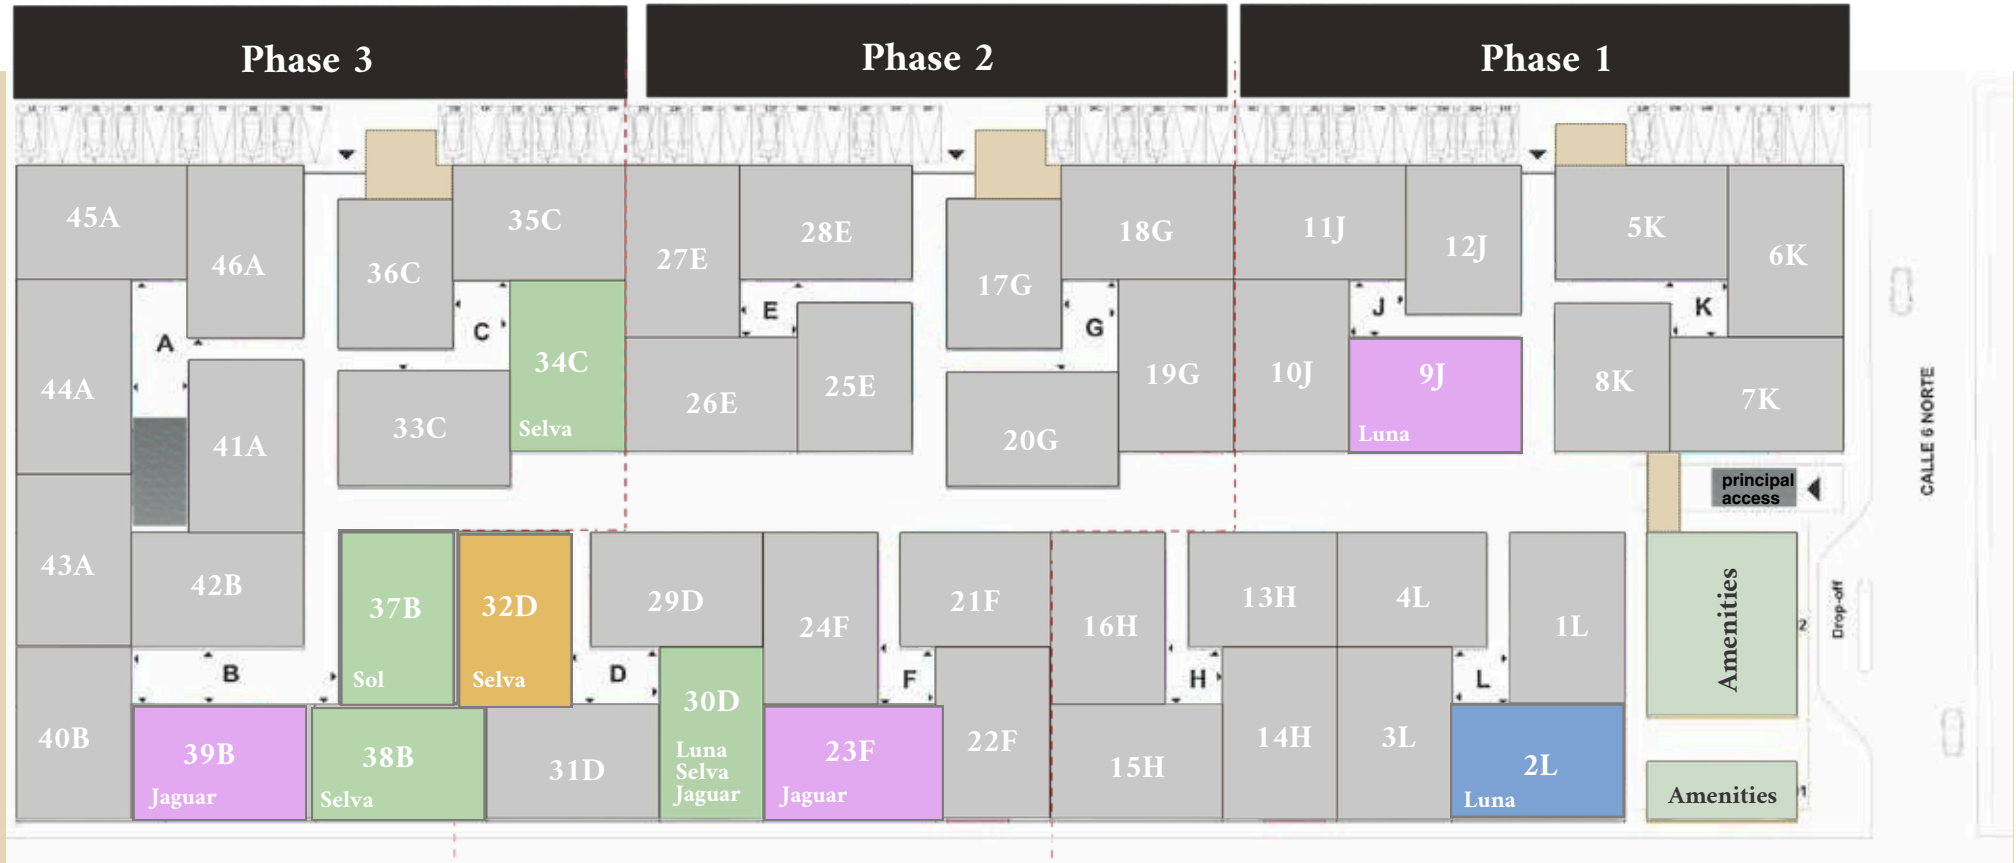 Phase 3
Phase 2
Phase 1
45A
46A
36C
35C
27E
28E
17G
18G
11J
12J
5K
6K
44A
A
41A
33C
C
34C
Selva
E
26E
25E
G
20G
19G
10J
J
9J
Luna
K
8K
7K
CALLE 6 NORTE
principal
access
43A
42B
37B
Sol
32D
Selva
29D
24F
21F
16H
13H
4L
1L
Amenities
2
Drop-off
40B
B
39B
Jaguar
38B
Selva
31D
D
30D
Luna
Selva
Jaguar
23F
Jaguar
F
22F
15H
H
14H
3L
L
2L
Luna
Amenities
1